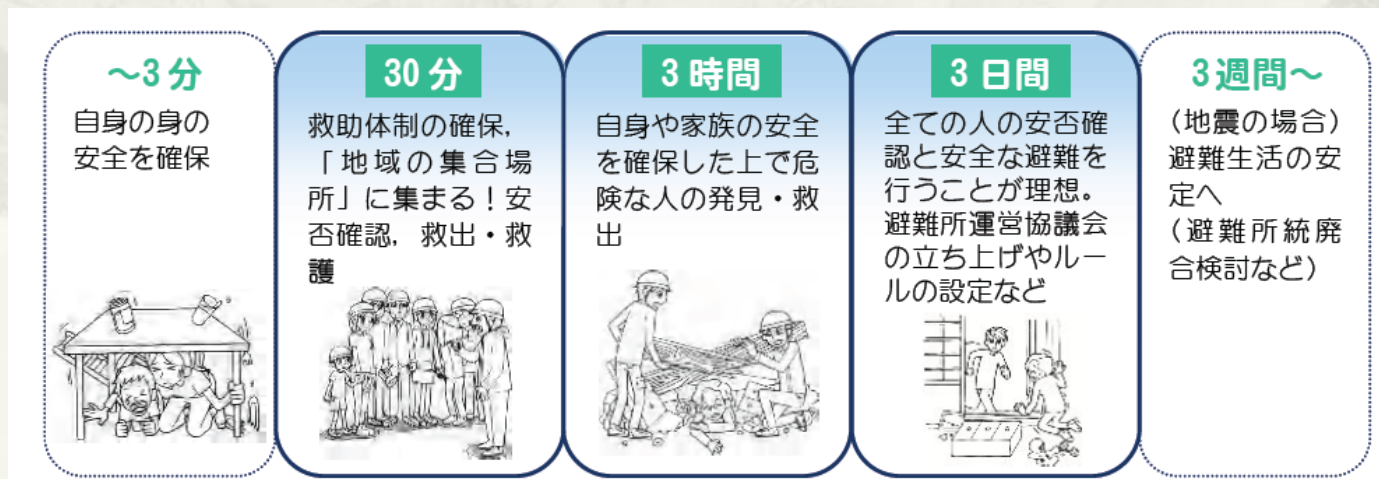 ～3分
自身の身の
安全を確保
30分
救助体制の確保，
「地域の集合場
所」に集まる！安
否確認，救出・救
護
3時間
自身や家族の安全
を確保した上で危
険な人の発見・救
出
3日間
全ての人の安否確
認と安全な避難を
行うことが理想。
避難所運営協議会
の立ち上げやルー
ルの設定など
3週間～
（地震の場合）
避難生活の安
定へ
（避難所統廃
合検討など）